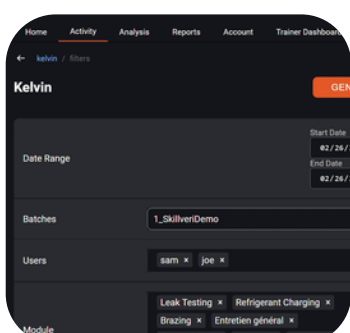 Home Activity Analysis Reports Account Trainer Dashboard
← kelvin / filters
Kelvin
GEN
Start Date
Date Range
02/26/
End Date
02/26/
Batches 1_SkillveriDemo
Users sam × joe ×
Leak Testing × Refrigerant Charging ×
Brazing × Entretien général ×
Module